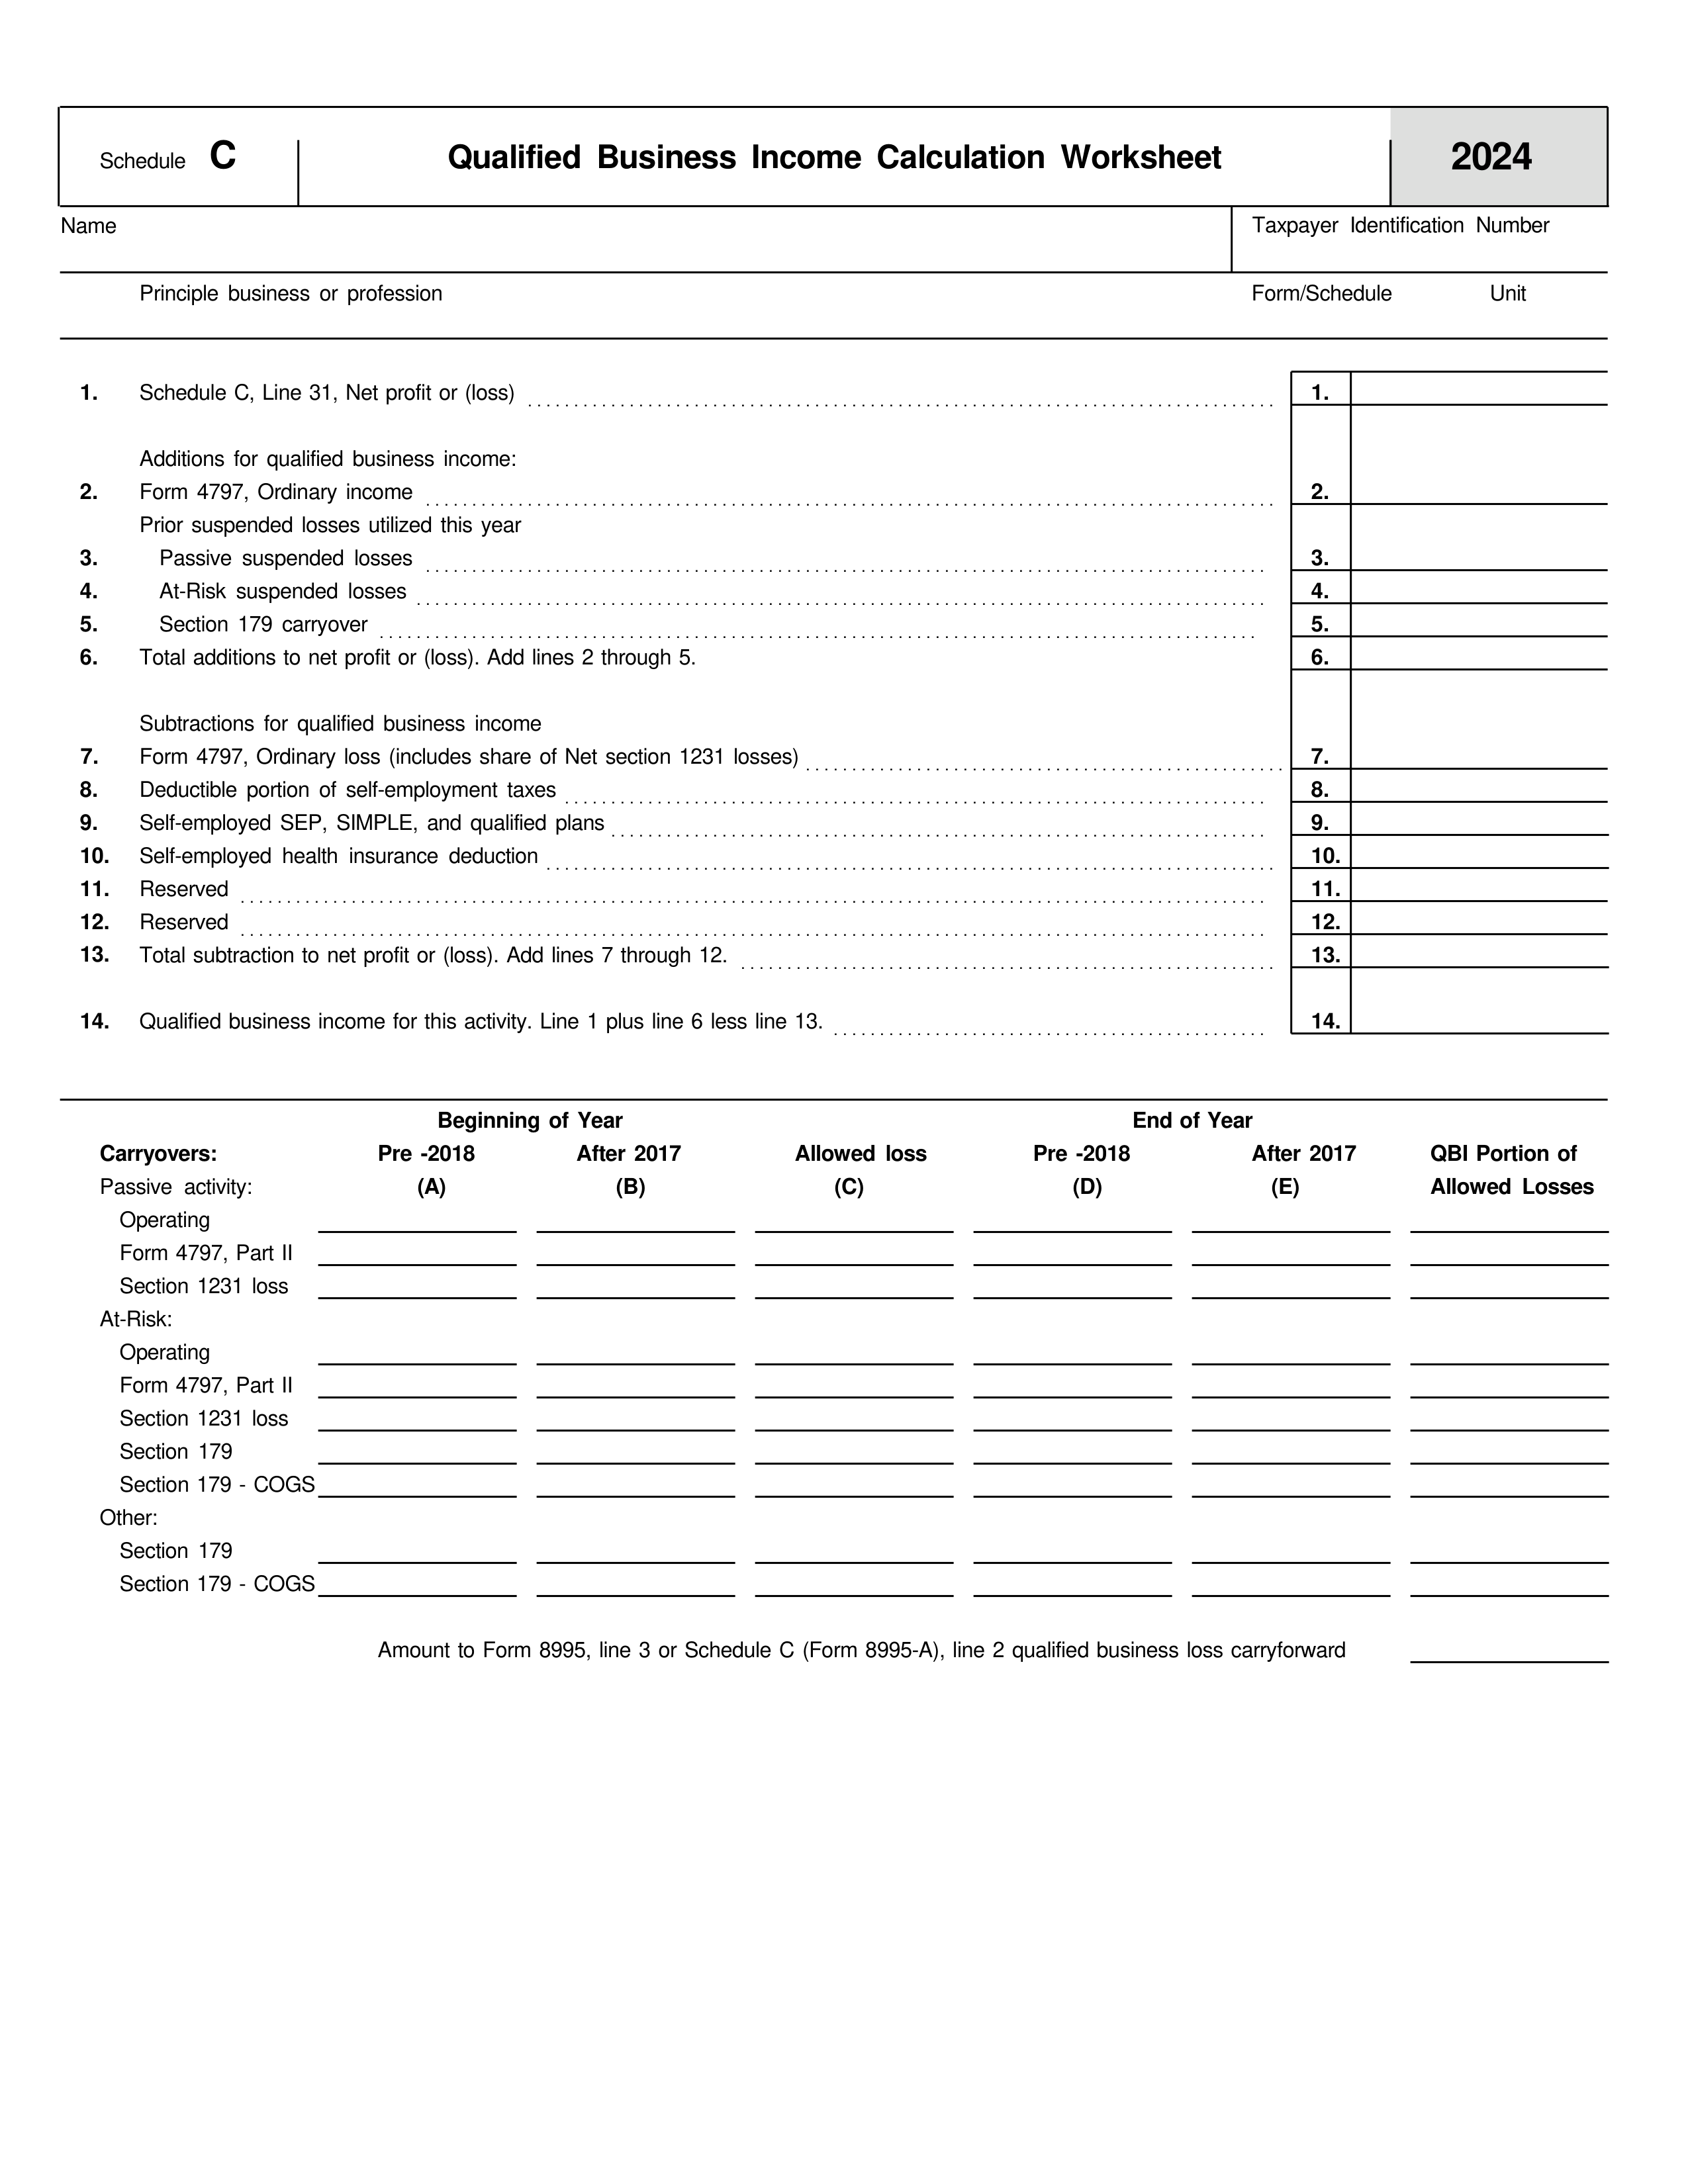 Schedule C Qualified Business Income Calculation Worksheet 2024
Name Taxpayer Identification Number
Principle business or profession Form/Schedule Unit
1. Schedule C, Line 31, Net profit or (loss) 1.
Additions for qualified business income:
2. Form 4797, Ordinary income 2.
Prior suspended losses utilized this year
3. Passive suspended losses 3.
4. At-Risk suspended losses 4.
5. Section 179 carryover 5.
6. Total additions to net profit or (loss). Add lines 2 through 5. 6.
Subtractions for qualified business income
7. Form 4797, Ordinary loss (includes share of Net section 1231 losses) 7.
8. Deductible portion of self-employment taxes 8.
9. Self-employed SEP, SIMPLE, and qualified plans 9.
10. Self-employed health insurance deduction 10.
11. Reserved 11.
12. Reserved 12.
13. Total subtraction to net profit or (loss). Add lines 7 through 12. 13.
14. Qualified business income for this activity. Line 1 plus line 6 less line 13. 14.
Beginning of Year End of Year
Carryovers: Pre -2018 After 2017 Allowed loss Pre -2018 After 2017 QBI Portion of
Passive activity: (A) (B) (C) (D) (E) Allowed Losses
Operating
Form 4797, Part II
Section 1231 loss
At-Risk:
Operating
Form 4797, Part II
Section 1231 loss
Section 179
Section 179 - COGS
Other:
Section 179
Section 179 - COGS
Amount to Form 8995, line 3 or Schedule C (Form 8995-A), line 2 qualified business loss carryforward